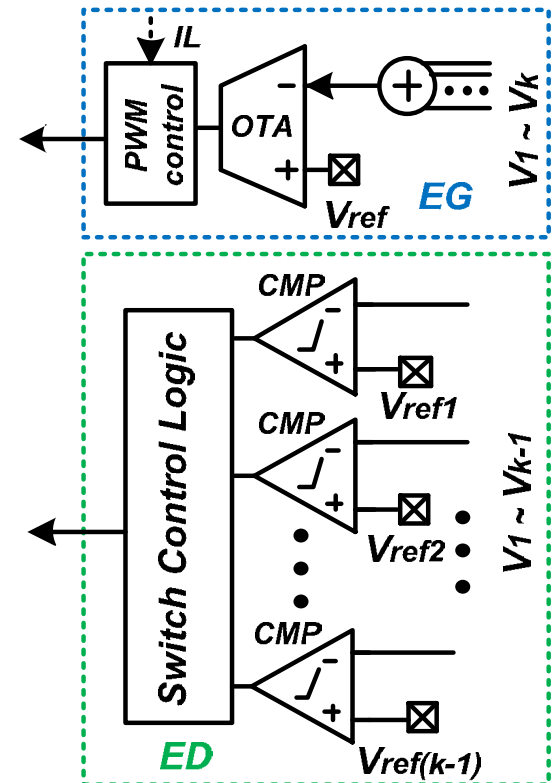 IL
PWM control
OTA
−
+
+
V1 ~ Vk
Vref
EG
CMP
−
+
Vref1
CMP
−
+
Vref2
V1 ~ Vk-1
CMP
−
+
Vref(k-1)
Switch Control Logic
ED